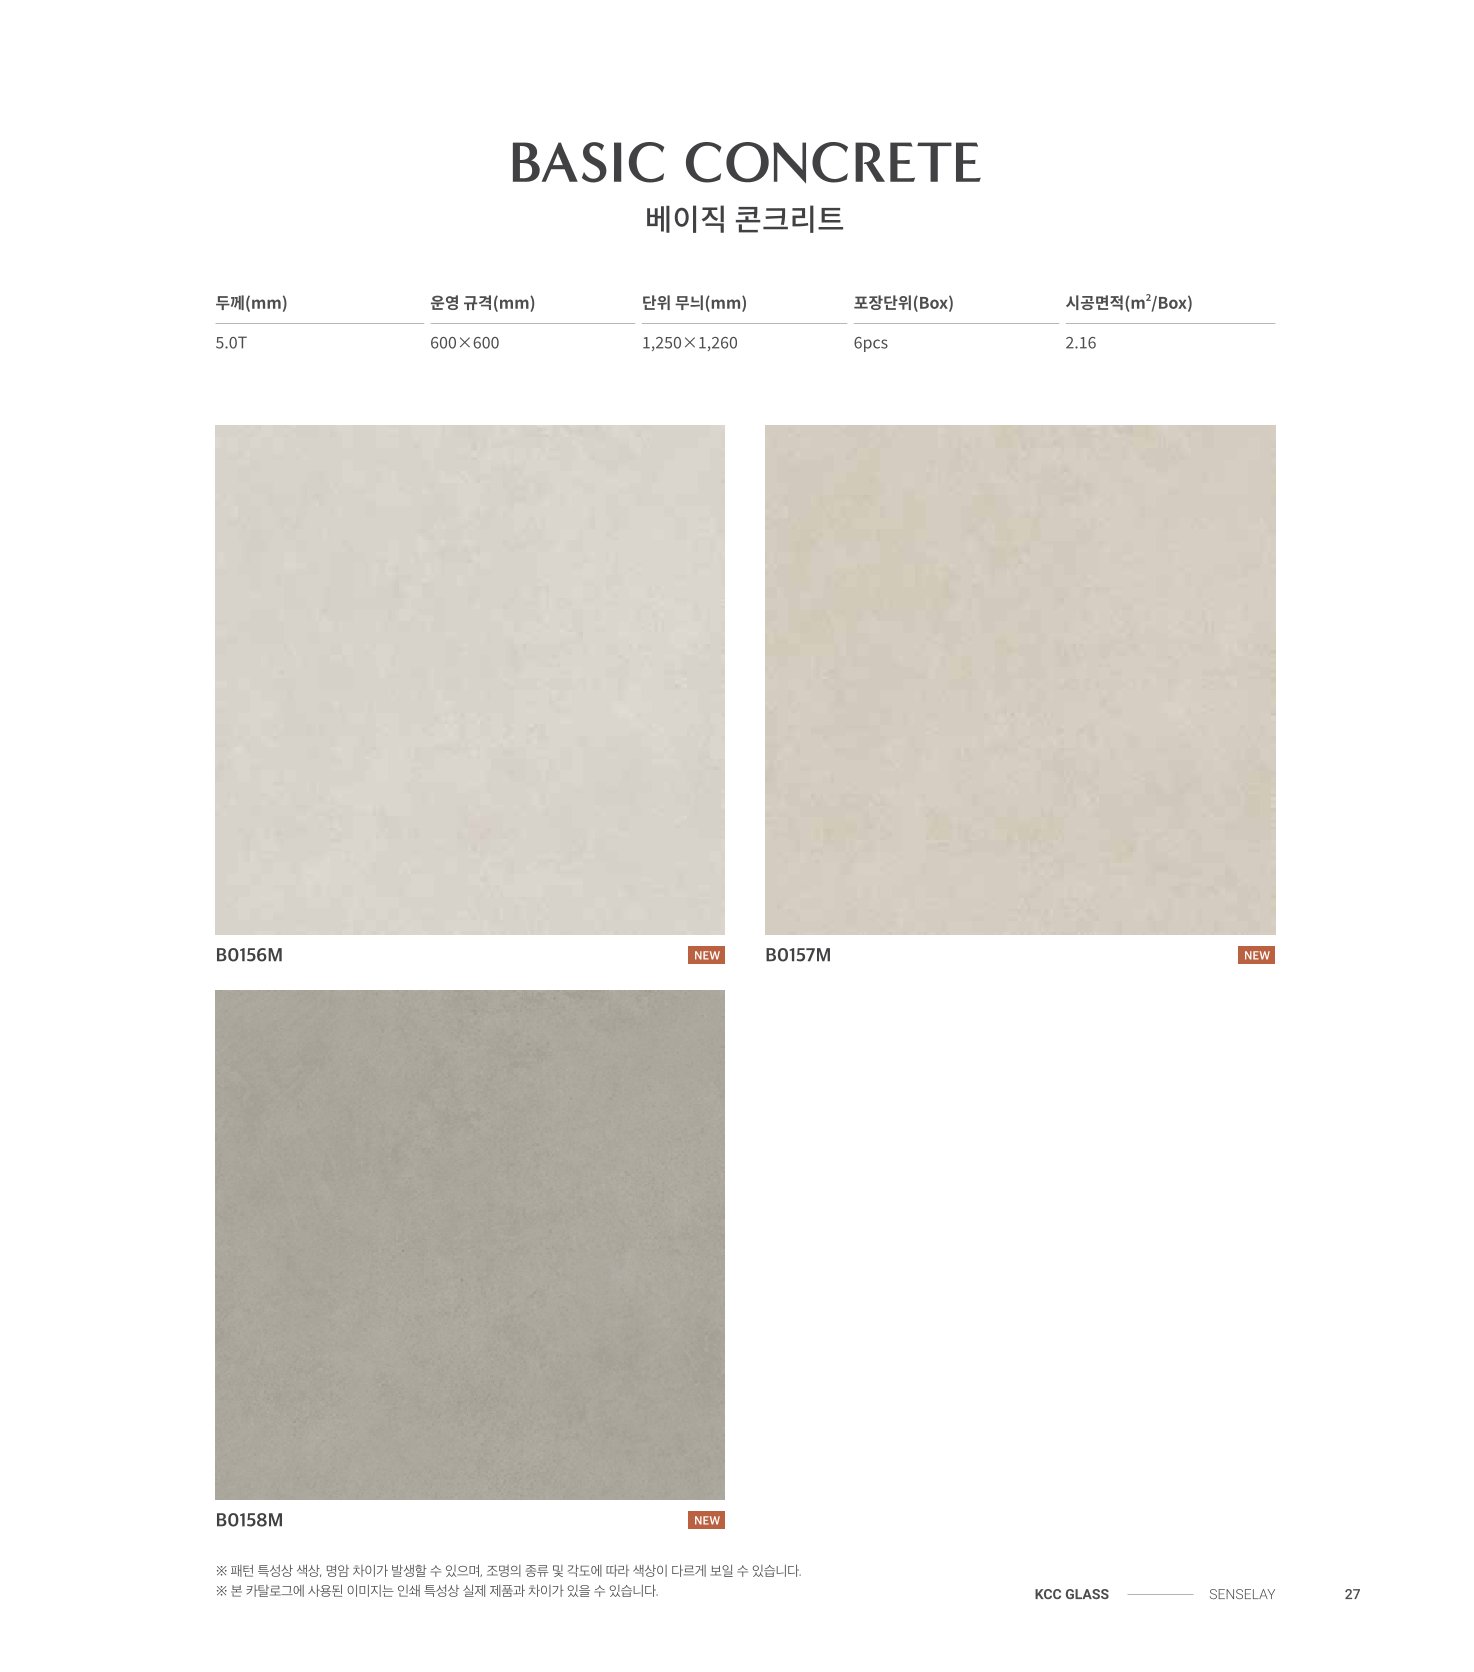 BASIC CONCRETE
베이직 콘크리트
두께(mm) 운영 규격(mm) 단위 무늬(mm) 포장단위(Box) 시공면적(m²/Box)
5.0T 600×600 1,250×1,260 6pcs 2.16
B0156M NEW B0157M NEW
B0158M NEW
※ 패턴 특성상 색상, 명암 차이가 발생할 수 있으며, 조명의 종류 및 각도에 따라 색상이 다르게 보일 수 있습니다.
※ 본 카탈로그에 사용된 이미지는 인쇄 특성상 실제 제품과 차이가 있을 수 있습니다.
KCC GLASS SENSELAY 27